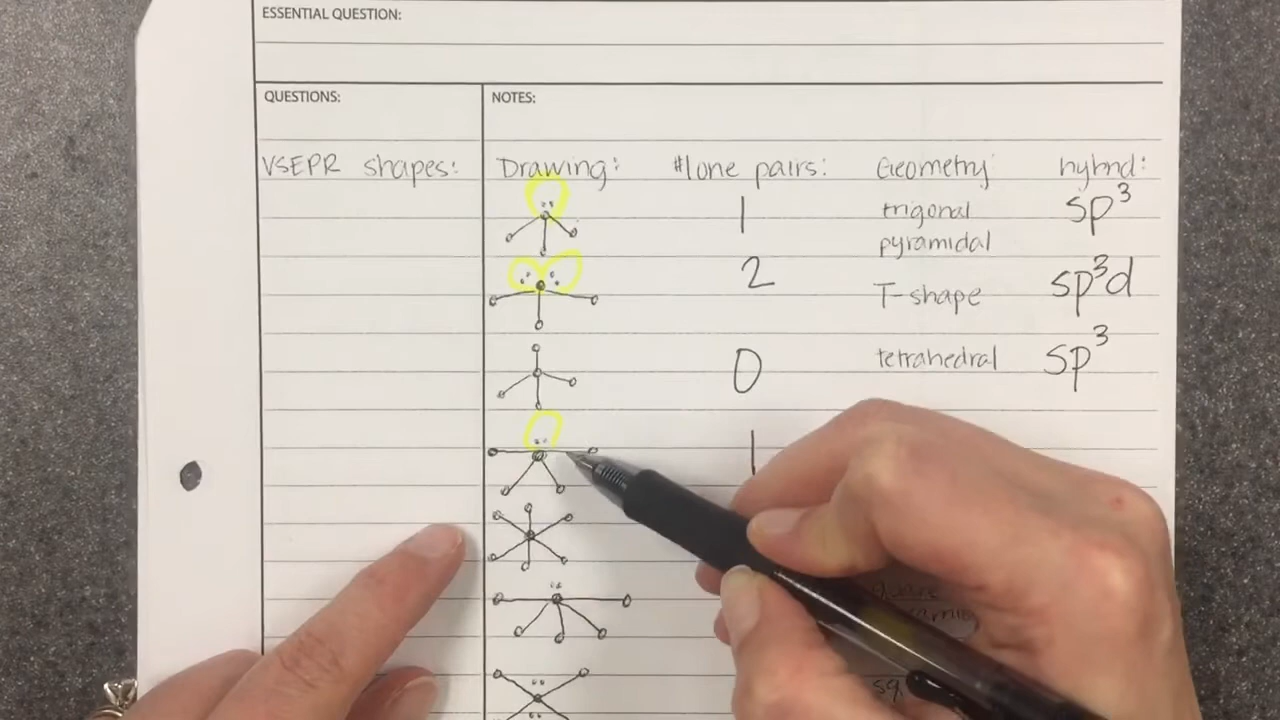 ESSENTIAL QUESTION:
QUESTIONS: NOTES:
VSEPR shapes: Drawing: #lone pairs: Geometry hybrid:
1 trigonal pyramidal sp³
2 T-shape sp³d
0 tetrahedral sp³
1
sq.